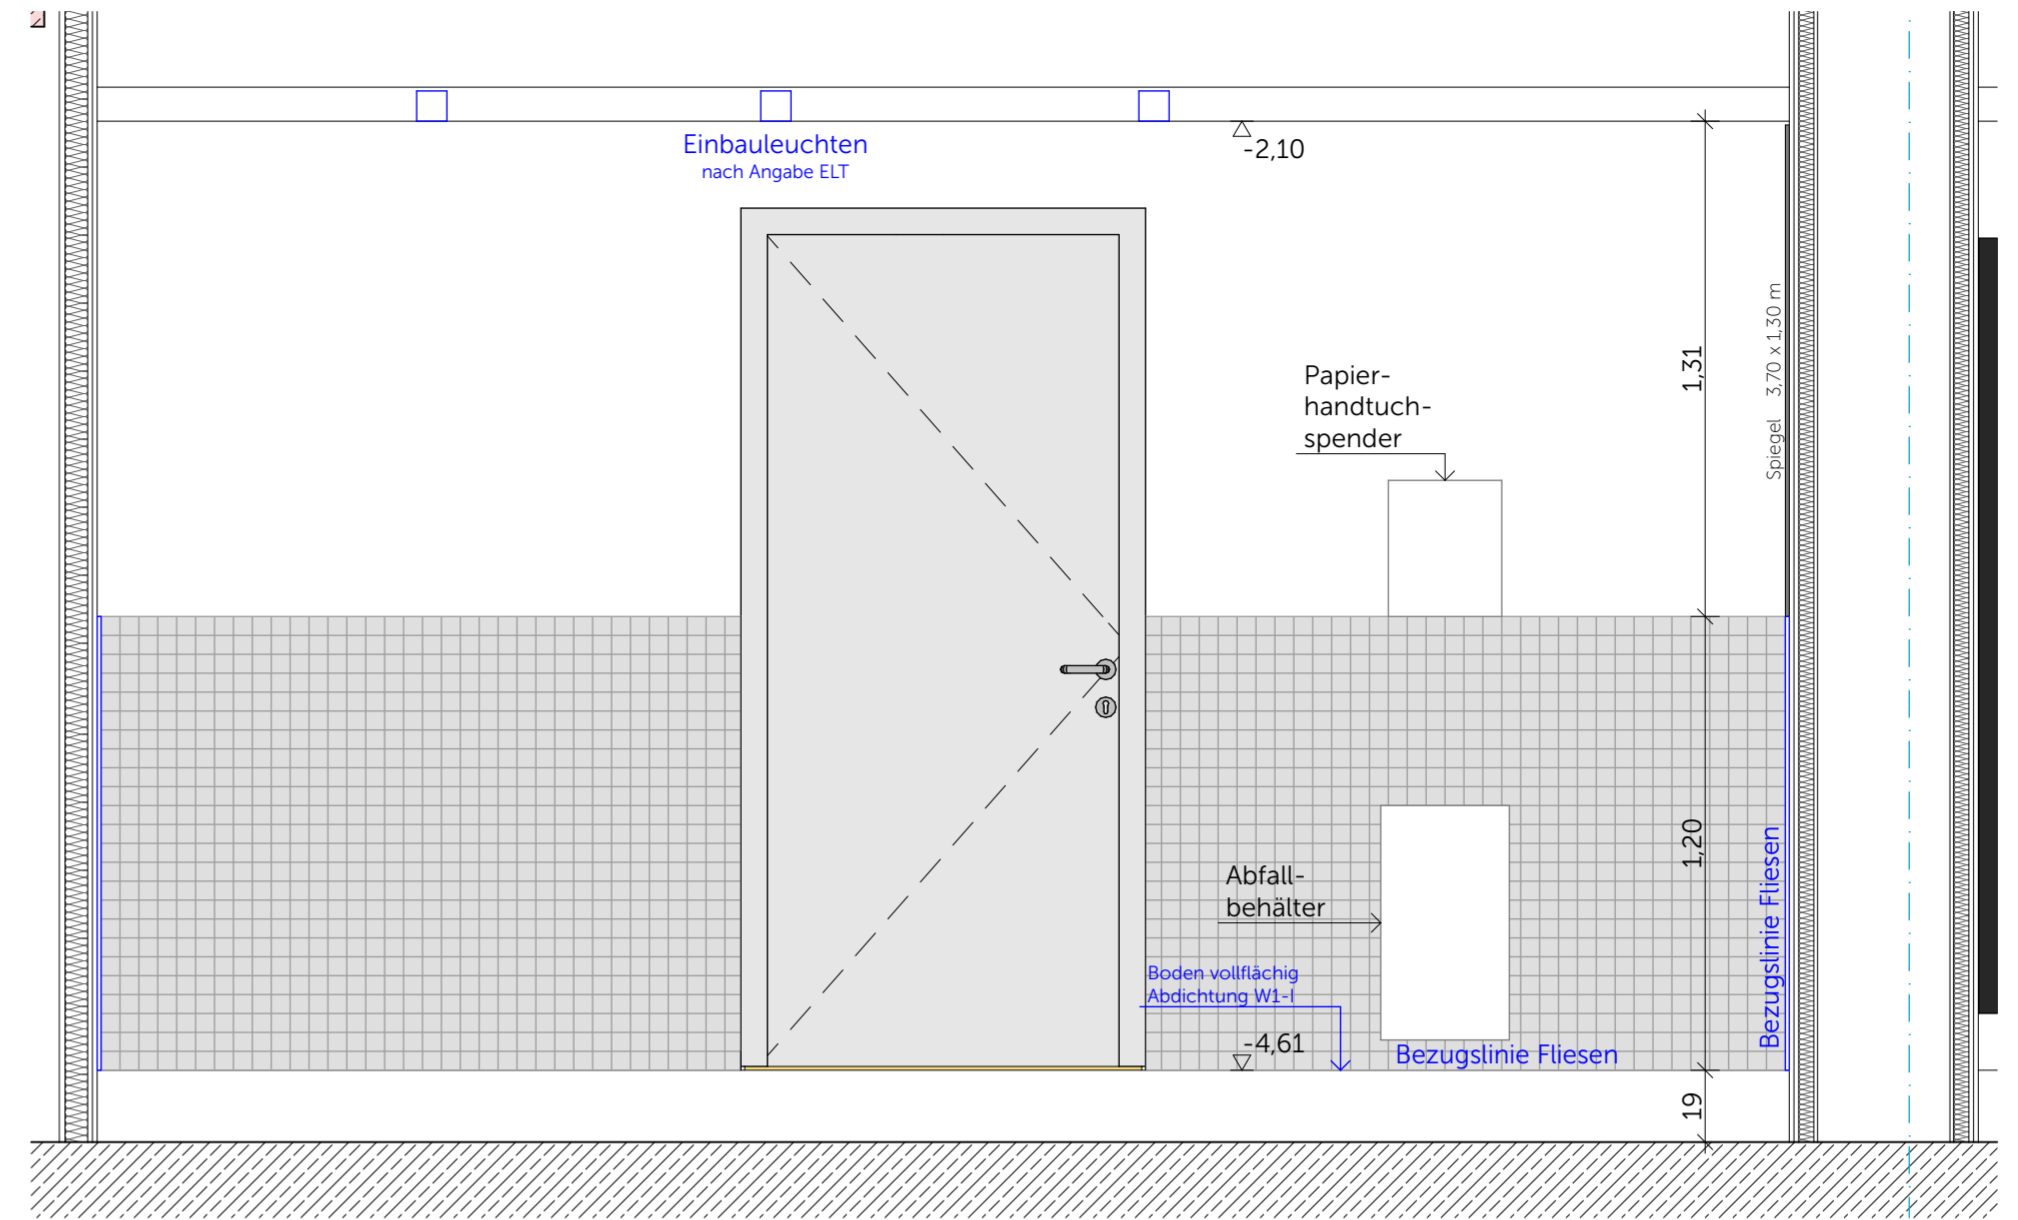 Einbauleuchten
nach Angabe ELT
-2,10
Spiegel 3,70 x 1,30 m
1,31
Papier-
handtuch-
spender
1,20
Abfall-
behälter
Bezugslinie Fliesen
Boden vollflächig
Abdichtung W1-I
-4,61
Bezugslinie Fliesen
19